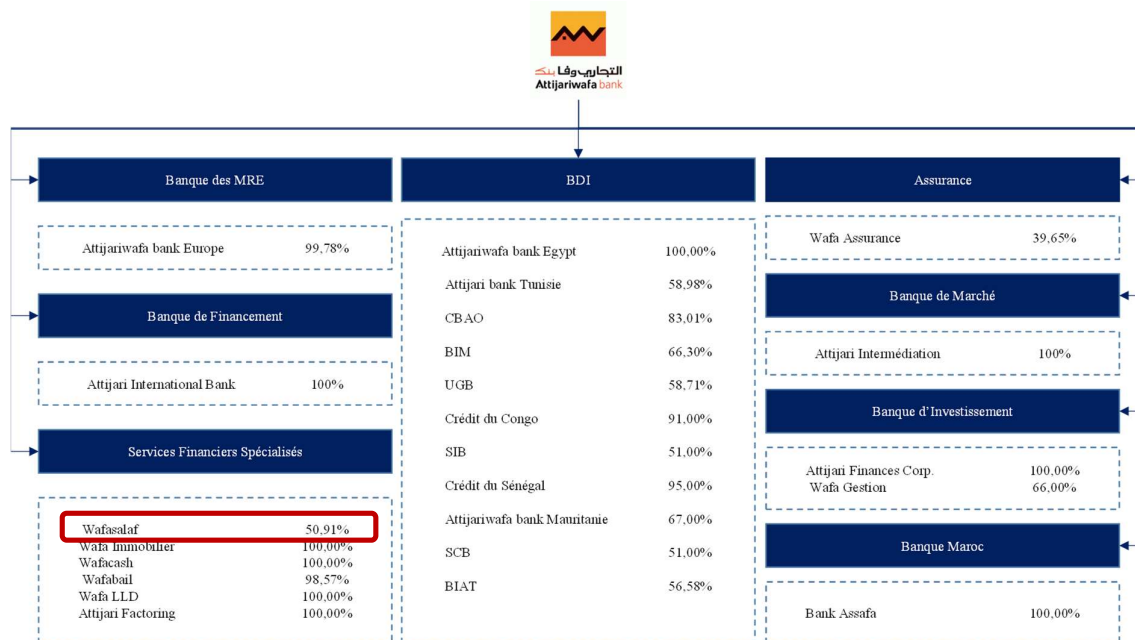 التجاري وفا بنك
Attijariwafa bank
Banque des MRE
Attijariwafa bank Europe 99,78%
Banque de Financement
Attijari International Bank 100%
Services Financiers Spécialisés
Wafasalaf 50,91%
Wafa Immobilier 100,00%
Wafacash 100,00%
Wafabail 98,57%
Wafa LLD 100,00%
Attijari Factoring 100,00%
BDI
Attijariwafa bank Egypt 100,00%
Attijari bank Tunisie 58,98%
CBAO 83,01%
BIM 66,30%
UGB 58,71%
Crédit du Congo 91,00%
SIB 51,00%
Crédit du Sénégal 95,00%
Attijariwafa bank Mauritanie 67,00%
SCB 51,00%
BIAT 56,58%
Assurance
Wafa Assurance 39,65%
Banque de Marché
Attijari Intermédiation 100%
Banque d'Investissement
Attijari Finances Corp. 100,00%
Wafa Gestion 66,00%
Banque Maroc
Bank Assafa 100,00%